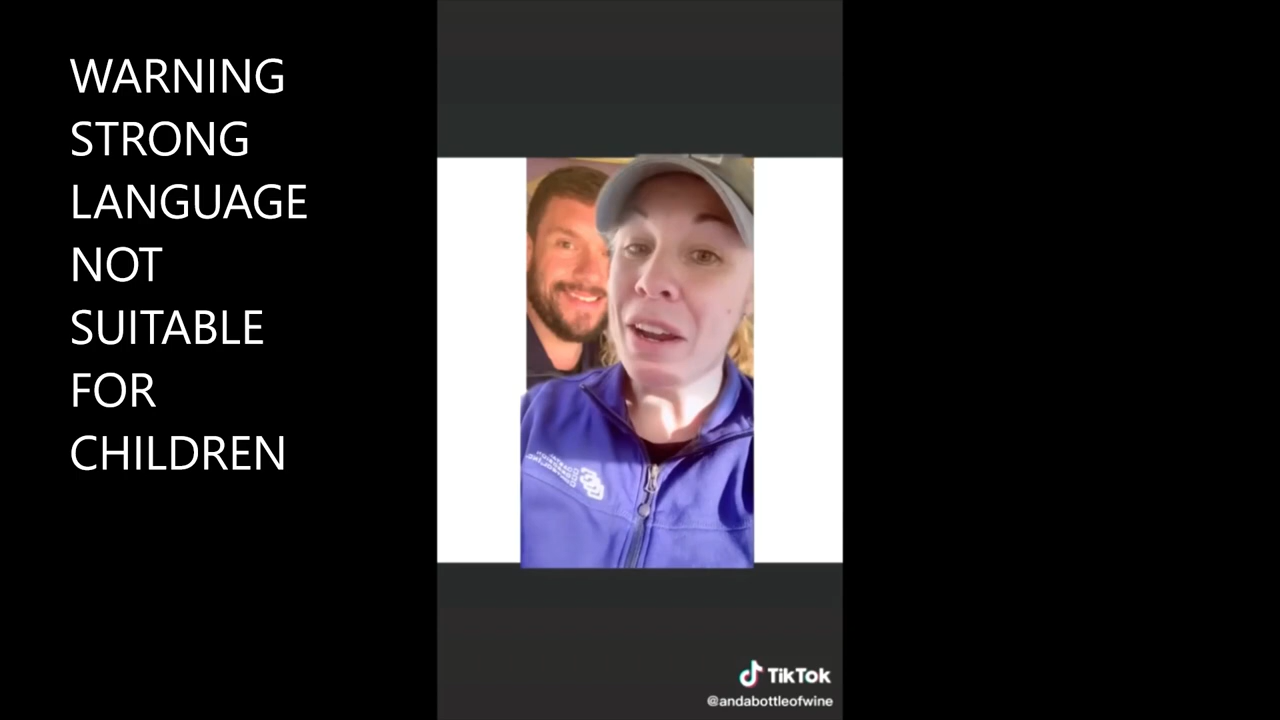 WARNING
STRONG
LANGUAGE
NOT
SUITABLE
FOR
CHILDREN
TikTok
@andabottleofwine